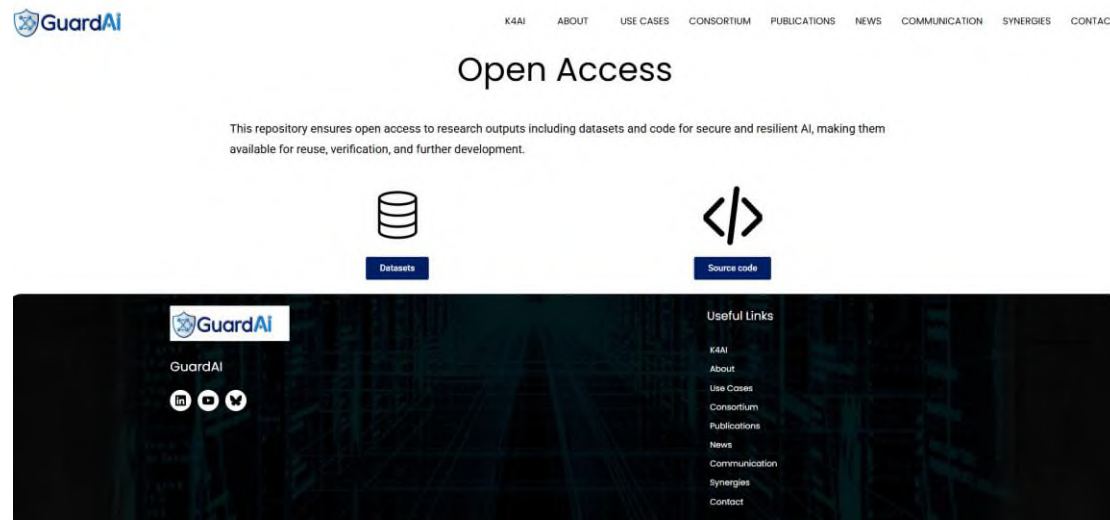 GuardAi
K4AI ABOUT USE CASES CONSORTIUM PUBLICATIONS NEWS COMMUNICATION SYNERGIES CONTAC
Open Access
This repository ensures open access to research outputs including datasets and code for secure and resilient AI, making them
available for reuse, verification, and further development.
Datasets
Source code
GuardAi
GuardAI
Useful Links
K4AI
About
Use Cases
Consortium
Publications
News
Communication
Synergies
Contact